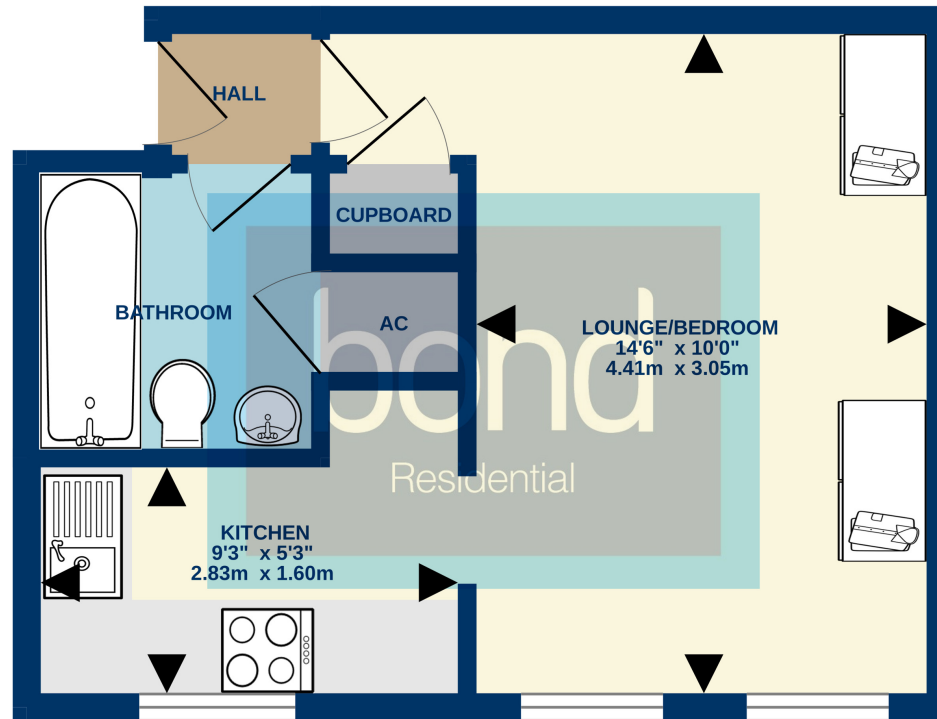 HALL
CUPBOARD
BATHROOM
AC
LOUNGE/BEDROOM
14'6" x 10'0"
4.41m x 3.05m
bond
Residential
KITCHEN
9'3" x 5'3"
2.83m x 1.60m